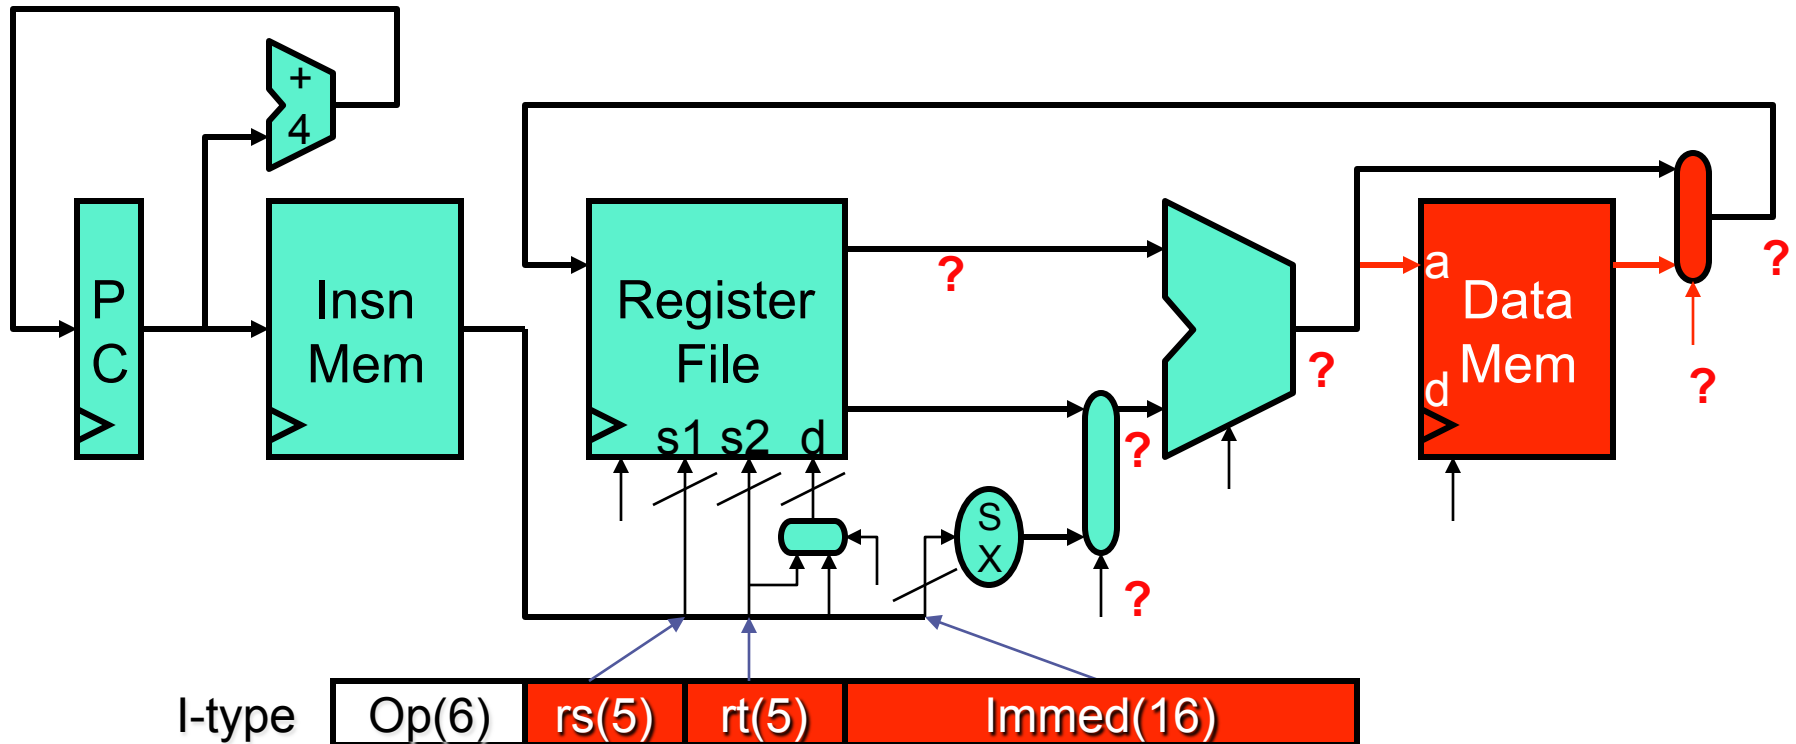 +
4
P
C
Insn
Mem
Register
File
s1 s2 d
?
S
X
?
?
?
a
d
Data
Mem
?
?
I-type Op(6) rs(5) rt(5) Immed(16)